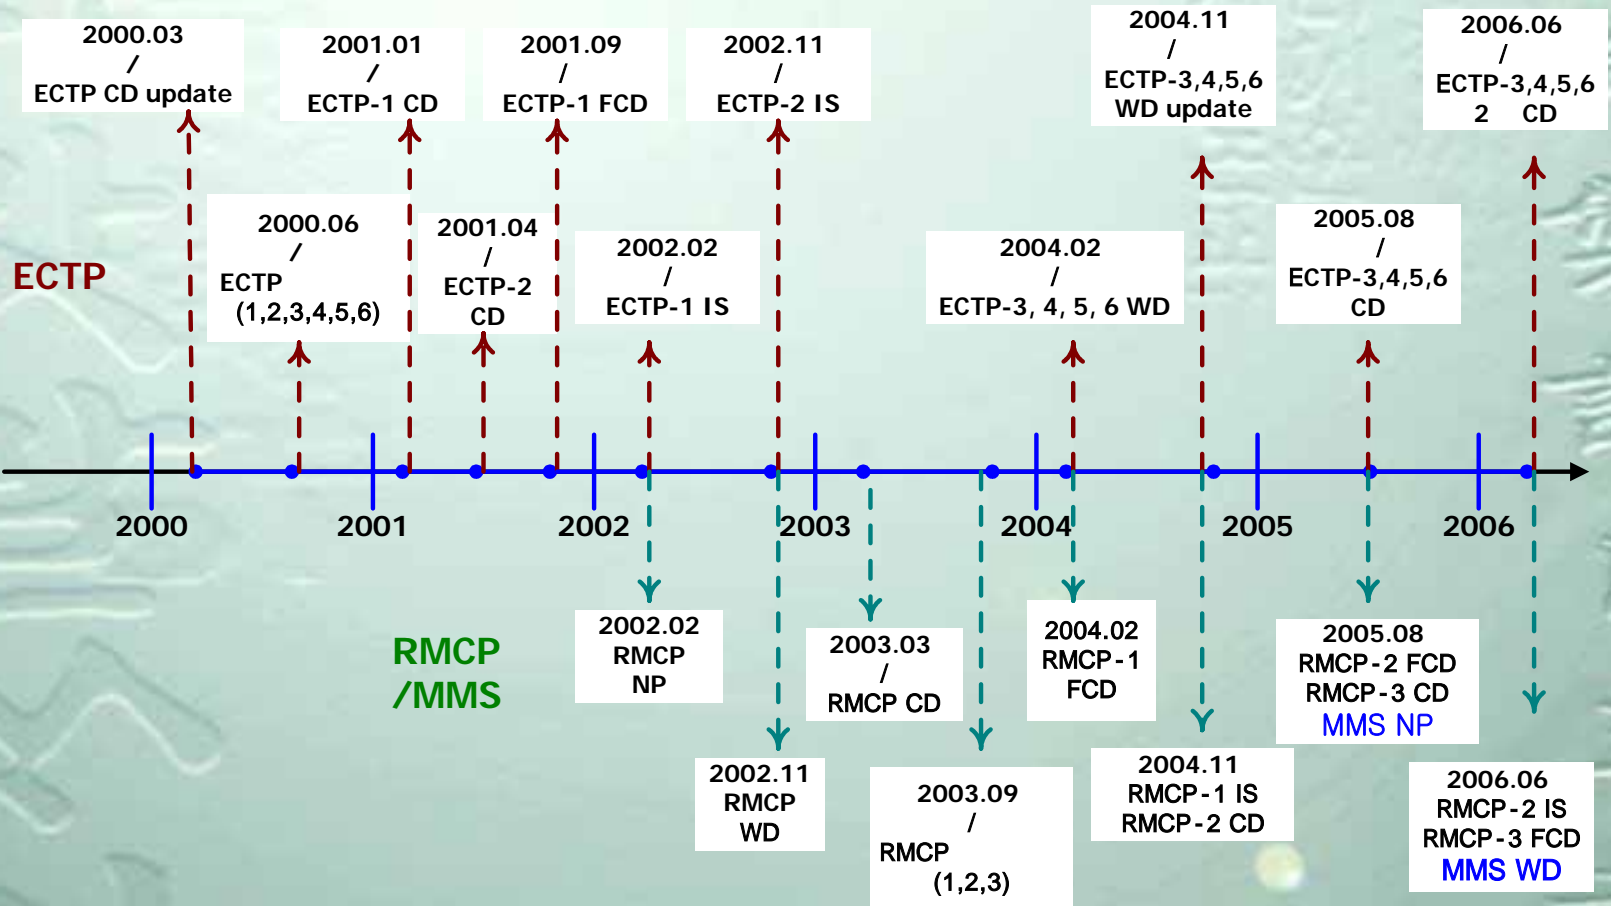 2000.03
/
ECTP CD update
2001.01
/
ECTP-1 CD
2001.09
/
ECTP-1 FCD
2002.11
/
ECTP-2 IS
2004.11
/
ECTP-3,4,5,6
WD update
2006.06
/
ECTP-3,4,5,6
2 CD
2000.06
/
ECTP
(1,2,3,4,5,6)
2001.04
/
ECTP-2
CD
2002.02
/
ECTP-1 IS
2004.02
/
ECTP-3, 4, 5, 6 WD
2005.08
/
ECTP-3,4,5,6
CD
ECTP
2000 2001 2002 2003 2004 2005 2006
RMCP
/MMS
2002.02
RMCP
NP
2002.11
RMCP
WD
2003.03
/
RMCP CD
2003.09
/
RMCP
(1,2,3)
2004.02
RMCP-1
FCD
2004.11
RMCP-1 IS
RMCP-2 CD
2005.08
RMCP-2 FCD
RMCP-3 CD
MMS NP
2006.06
RMCP-2 IS
RMCP-3 FCD
MMS WD